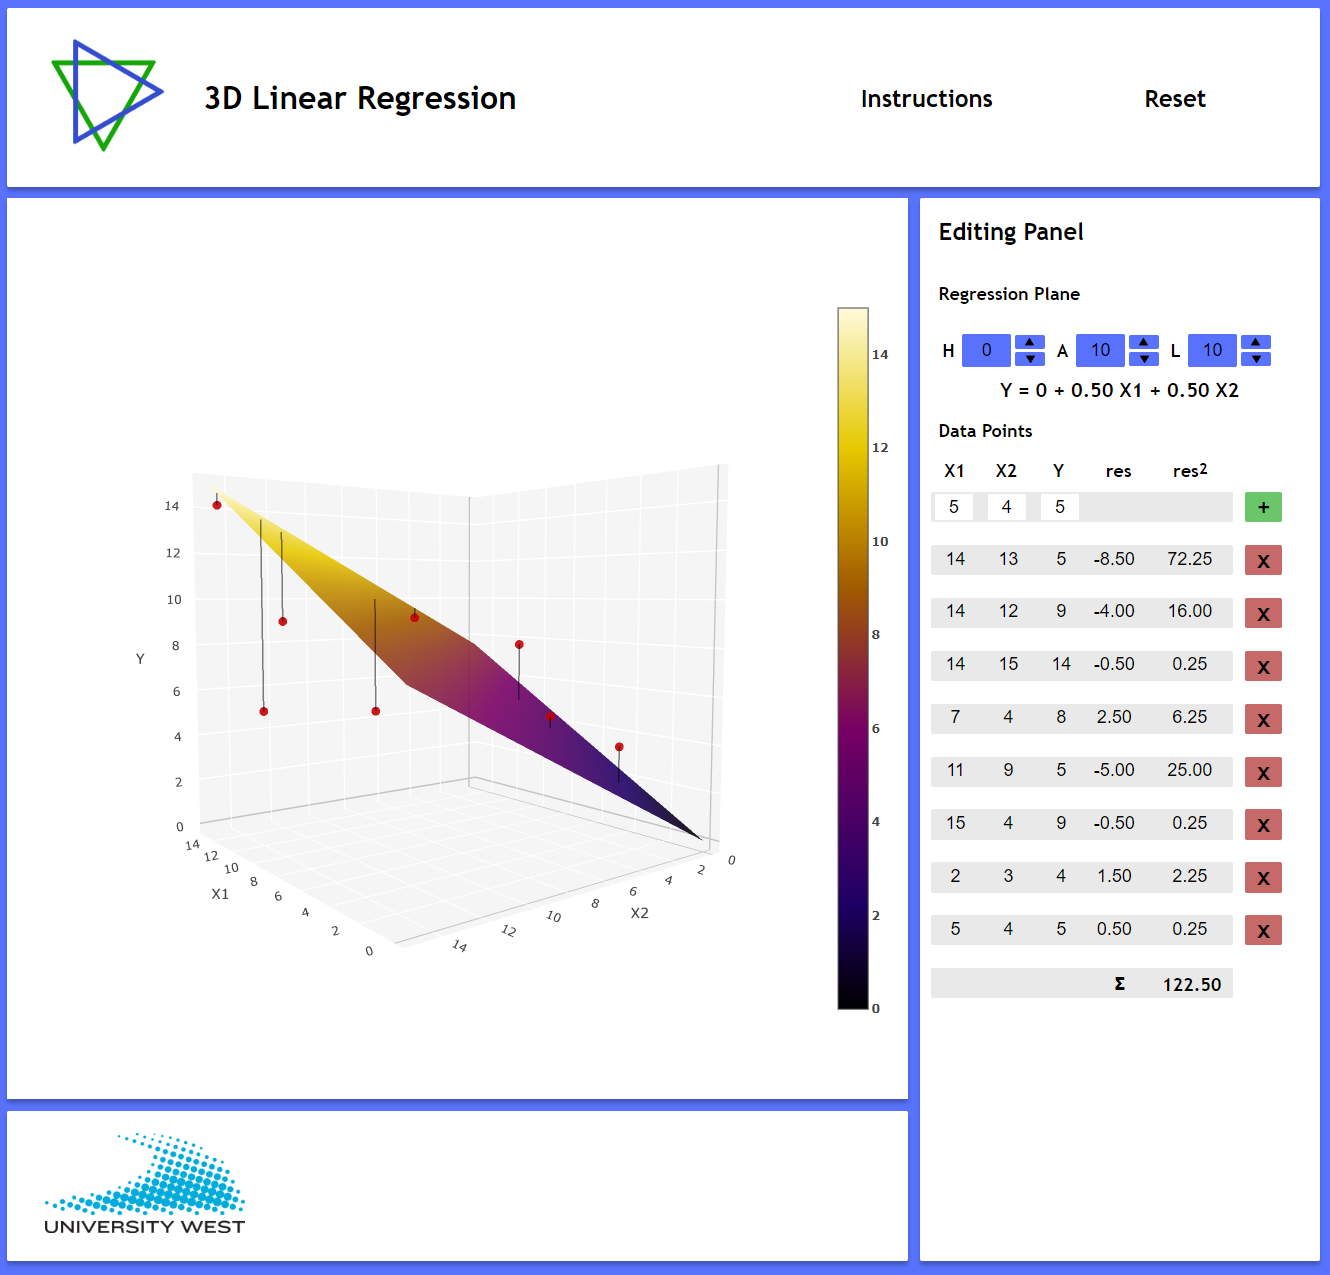 3D Linear Regression
Instructions
Reset
14
12
10
8
6
4
2
0
Y
14
12
10
8
6
4
2
0
X1
14
12
10
8
6
4
2
0
X2
14
12
10
8
6
4
2
0
UNIVERSITY WEST
Editing Panel
Regression Plane
H 0 ▲ ▼ A 10 ▲ ▼ L 10 ▲ ▼
Y = 0 + 0.50 X1 + 0.50 X2
Data Points
X1 X2 Y res res²
5 4 5 +
14 13 5 -8.50 72.25 X
14 12 9 -4.00 16.00 X
14 15 14 -0.50 0.25 X
7 4 8 2.50 6.25 X
11 9 5 -5.00 25.00 X
15 4 9 -0.50 0.25 X
2 3 4 1.50 2.25 X
5 4 5 0.50 0.25 X
Σ 122.50